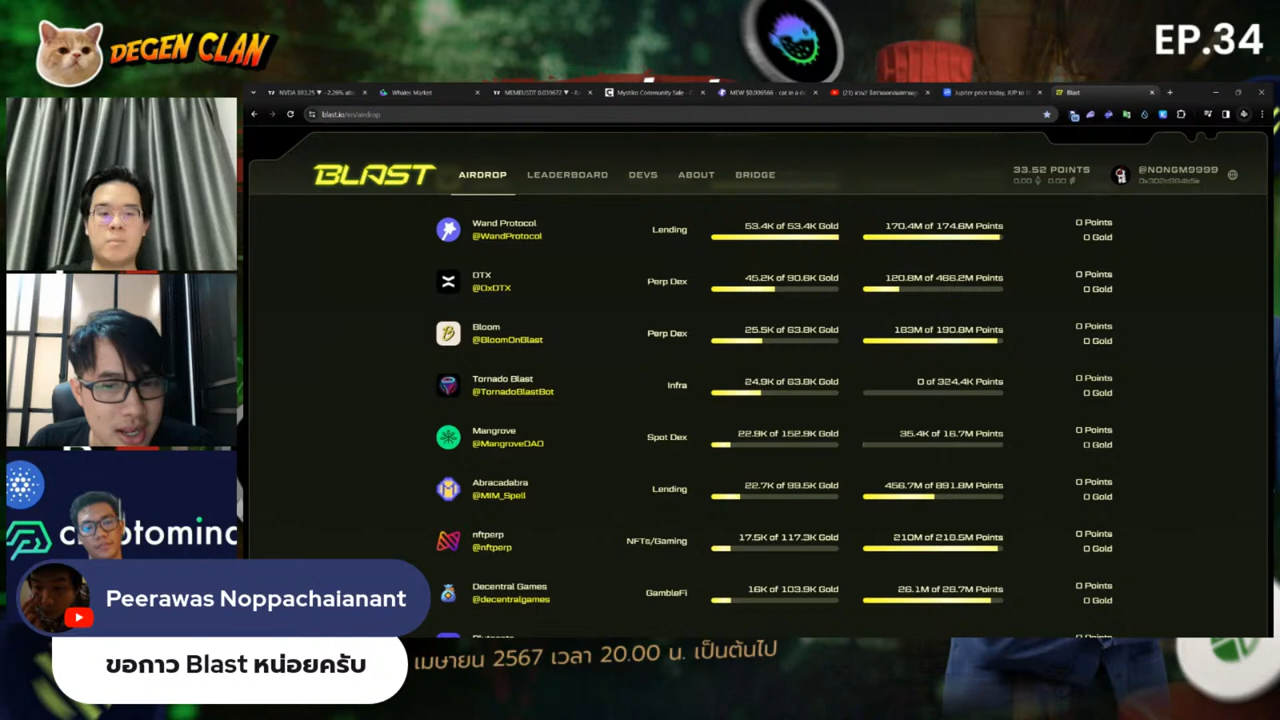 DEGEN CLAN
EP.34
Whales Market
Blast
blast.io/en/airdrop
BLAST
AIRDROP
LEADERBOARD
DEVS
ABOUT
BRIDGE
33.52 POINTS
@NONGM9999
Wand Protocol
@WandProtocol
Lending
53.4K of 53.4K Gold
170.4M of 174.6M Points
0 Points
0 Gold
DTX
@OxDTX
Perp Dex
45.2K of 90.6K Gold
120.8M of 466.2M Points
0 Points
0 Gold
Bloom
@BloomOnBlast
Perp Dex
25.5K of 63.8K Gold
183M of 190.8M Points
0 Points
0 Gold
Tornado Blast
@TornadoBlastBot
Infra
24.9K of 63.8K Gold
0 of 324.4K Points
0 Points
0 Gold
Mangrove
@MangroveDAO
Spot Dex
22.9K of 152.9K Gold
35.4K of 16.7M Points
0 Points
0 Gold
Abracadabra
@MIM_Spell
Lending
22.7K of 99.5K Gold
456.7M of 891.8M Points
0 Points
0 Gold
nftperp
@nftperp
NFTs/Gaming
17.5K of 117.3K Gold
210M of 218.5M Points
0 Points
0 Gold
Decentral Games
@decentralgames
GambleFi
16K of 103.9K Gold
26.1M of 28.7M Points
0 Points
0 Gold
Peerawas Noppachaianant
ขอกาว Blast หน่อยครับ
เมษายน 2567 เวลา 20.00 น. เป็นต้นไป